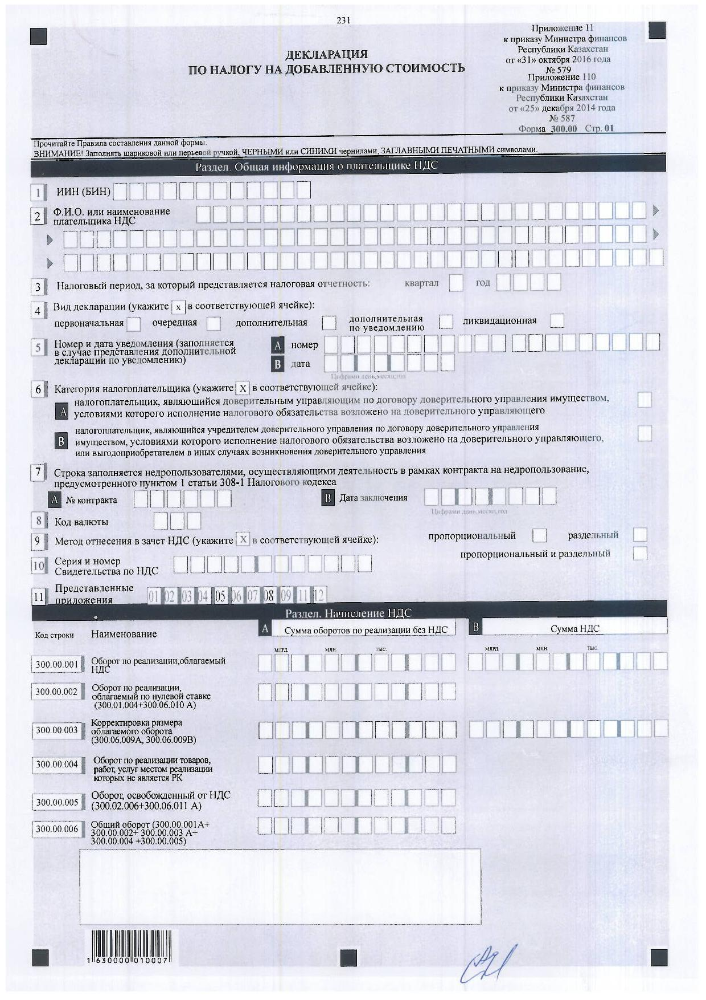 231
Приложение 11
к приказу Министра финансов
Республики Казахстан
от «31» октября 2016 года
№ 579
Приложение 110
к приказу Министра финансов
Республики Казахстан
от «25» декабря 2014 года
№ 587
Форма 300.00 Стр. 01
ДЕКЛАРАЦИЯ
ПО НАЛОГУ НА ДОБАВЛЕННУЮ СТОИМОСТЬ
Прочитайте Правила составления данной формы.
ВНИМАНИЕ! Заполнять шариковой или перьевой ручкой, ЧЕРНЫМИ или СИНИМИ чернилами, ЗАГЛАВНЫМИ ПЕЧАТНЫМИ символами.
Раздел. Общая информация о плательщике НДС
1 ИИН (БИН)
2 Ф.И.О. или наименование
плательщика НДС
3 Налоговый период, за который представляется налоговая отчетность: квартал год
4 Вид декларации (укажите x в соответствующей ячейке):
первоначальная очередная дополнительная дополнительная
по уведомлению ликвидационная
5 Номер и дата уведомления (заполняется
в случае представления дополнительной
декларации по уведомлению)
A номер
B дата
Цифрами день,месяц,год
6 Категория налогоплательщика (укажите X в соответствующей ячейке):
A налогоплательщик, являющийся доверительным управляющим по договору доверительного управления имуществом,
условиями которого исполнение налогового обязательства возложено на доверительного управляющего
B налогоплательщик, являющийся учредителем доверительного управления по договору доверительного управления
имуществом, условиями которого исполнение налогового обязательства возложено на доверительного управляющего,
или выгодоприобретателем в иных случаях возникновения доверительного управления
7 Строка заполняется недропользователями, осуществляющими деятельность в рамках контракта на недропользование,
предусмотренного пунктом 1 статьи 308-1 Налогового кодекса
A № контракта B Дата заключения
Цифрами день,месяц,год
8 Код валюты
9 Метод отнесения в зачет НДС (укажите X в соответствующей ячейке): пропорциональный раздельный
пропорциональный и раздельный
10 Серия и номер
Свидетельства по НДС
11 Представленные
приложения 01 02 03 04 05 06 07 08 09 11 12
Раздел. Начисление НДС
Код строки Наименование A Сумма оборотов по реализации без НДС B Сумма НДС
МЛРД. МЛН. ТЫС. МЛРД. МЛН. ТЫС.
300.00.001 Оборот по реализации,облагаемый
НДС
300.00.002 Оборот по реализации,
облагаемый по нулевой ставке
(300.01.004+300.06.010 А)
300.00.003 Корректировка размера
облагаемого оборота
(300.06.009А, 300.06.009В)
300.00.004 Оборот по реализации товаров,
работ, услуг местом реализации
которых не является РК
300.00.005 Оборот, освобожденный от НДС
(300.02.006+300.06.011 А)
300.00.006 Общий оборот (300.00.001А+
300.00.002+ 300.00.003 А+
300.00.004 +300.00.005)
1 630000 010007